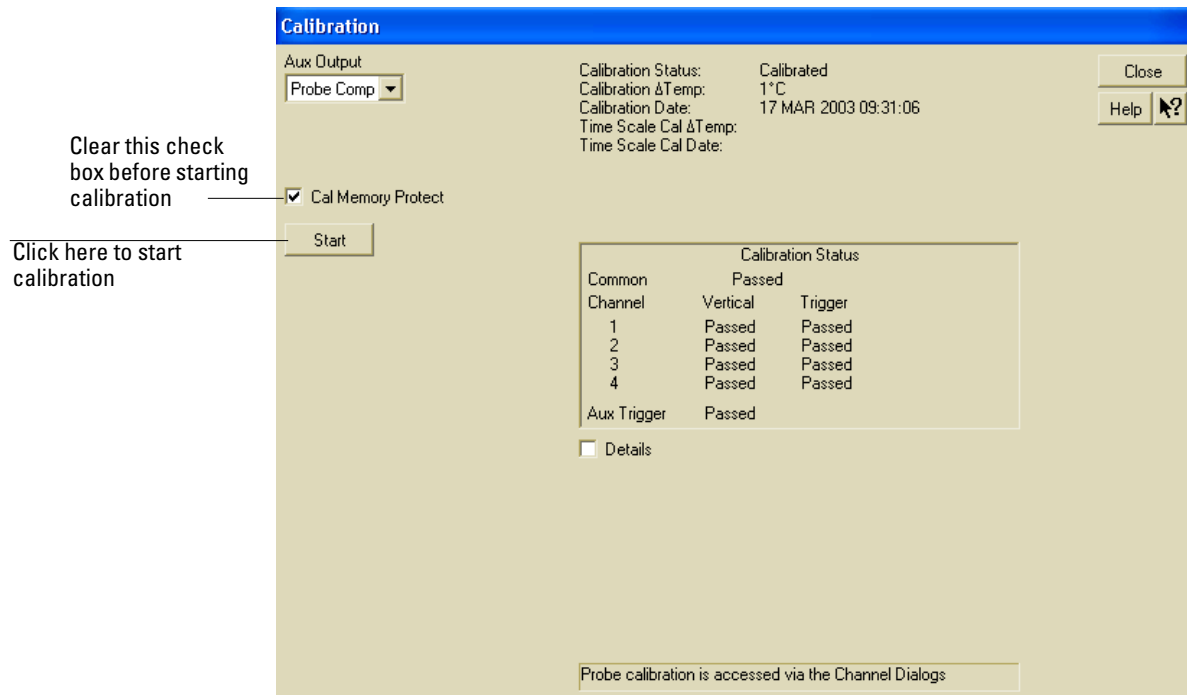 Calibration
Aux Output
Probe Comp
Calibration Status: Calibrated
Calibration ΔTemp: 1°C
Calibration Date: 17 MAR 2003 09:31:06
Time Scale Cal ΔTemp:
Time Scale Cal Date:
Close
Help ?
Clear this check
box before starting
calibration
Cal Memory Protect
Start
Click here to start
calibration
Calibration Status
Common Passed
Channel Vertical Trigger
1 Passed Passed
2 Passed Passed
3 Passed Passed
4 Passed Passed
Aux Trigger Passed
Details
Probe calibration is accessed via the Channel Dialogs